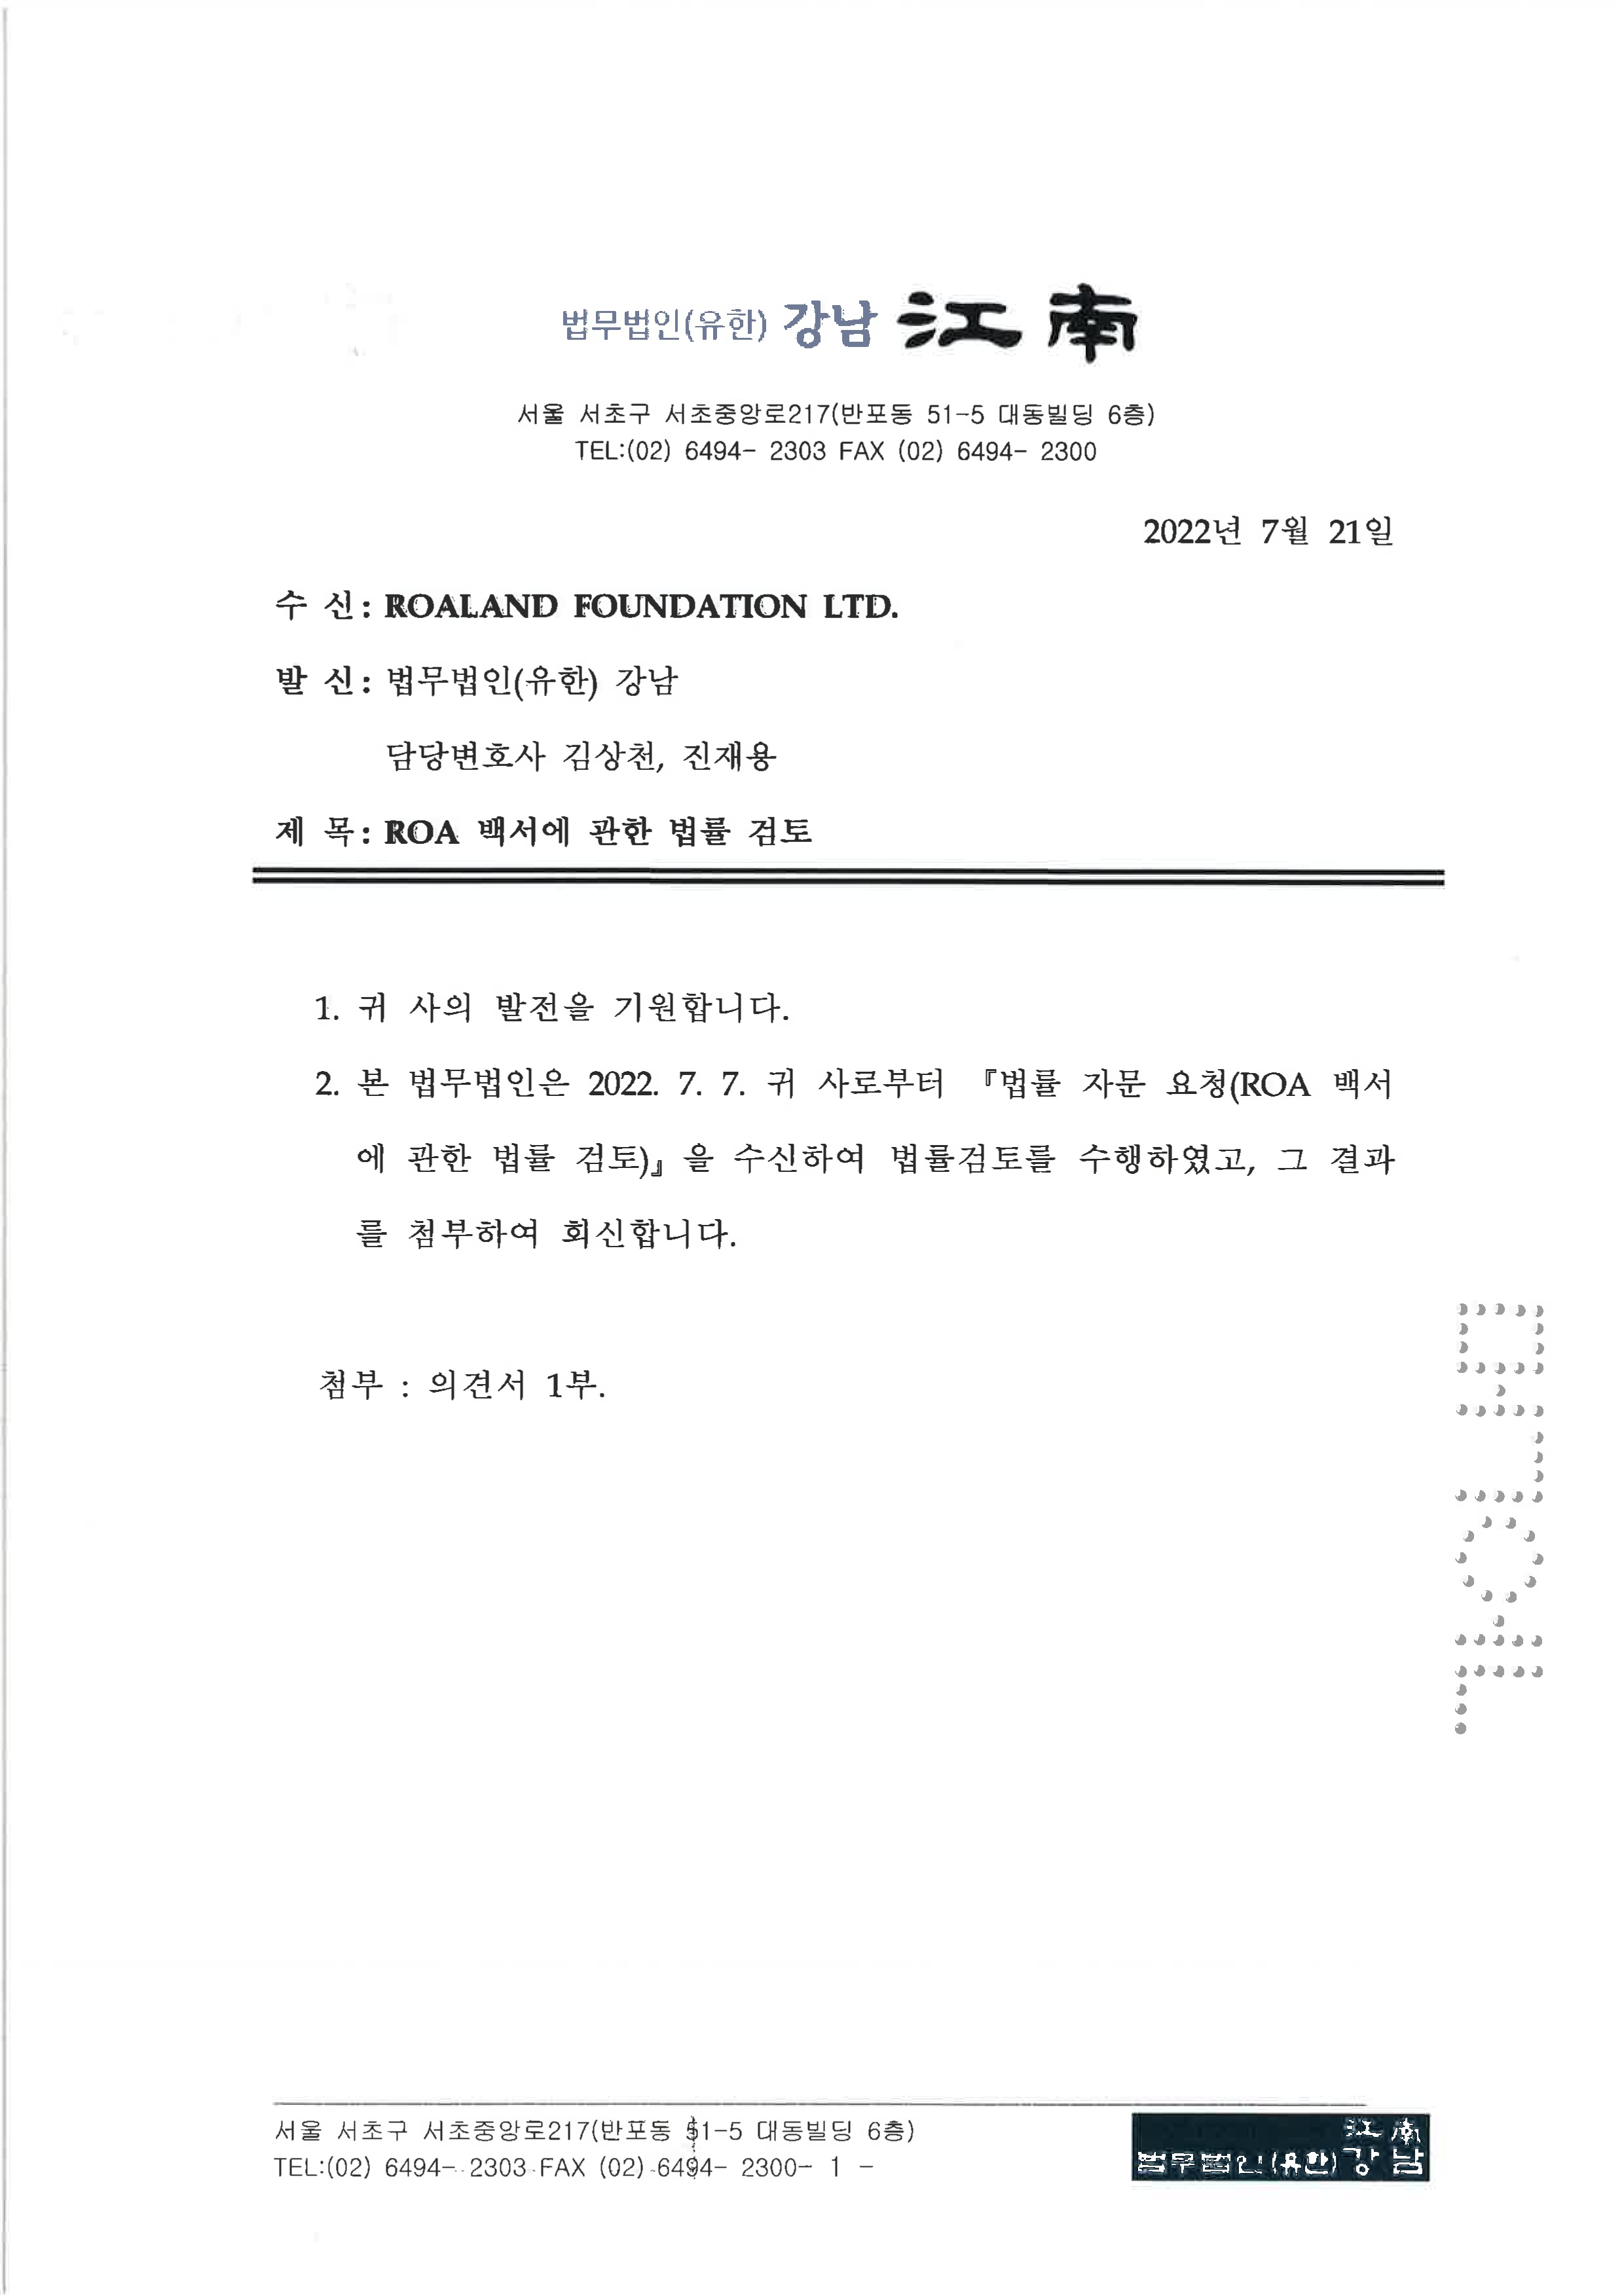 법무법인(유한) 강남 江南
서울 서초구 서초중앙로217(반포동 51-5 대동빌딩 6층)
TEL:(02) 6494- 2303 FAX (02) 6494- 2300
2022년 7월 21일
수 신: ROALAND FOUNDATION LTD.
발 신: 법무법인(유한) 강남
담당변호사 김상천, 진재용
제 목: ROA 백서에 관한 법률 검토
1. 귀 사의 발전을 기원합니다.
2. 본 법무법인은 2022. 7. 7. 귀 사로부터 『법률 자문 요청(ROA 백서
에 관한 법률 검토)』을 수신하여 법률검토를 수행하였고, 그 결과
를 첨부하여 회신합니다.
첨부 : 의견서 1부.
서울 서초구 서초중앙로217(반포동 51-5 대동빌딩 6층)
TEL:(02) 6494- 2303 FAX (02) 6494- 2300- 1 -
江南
법무법인(유한) 강남